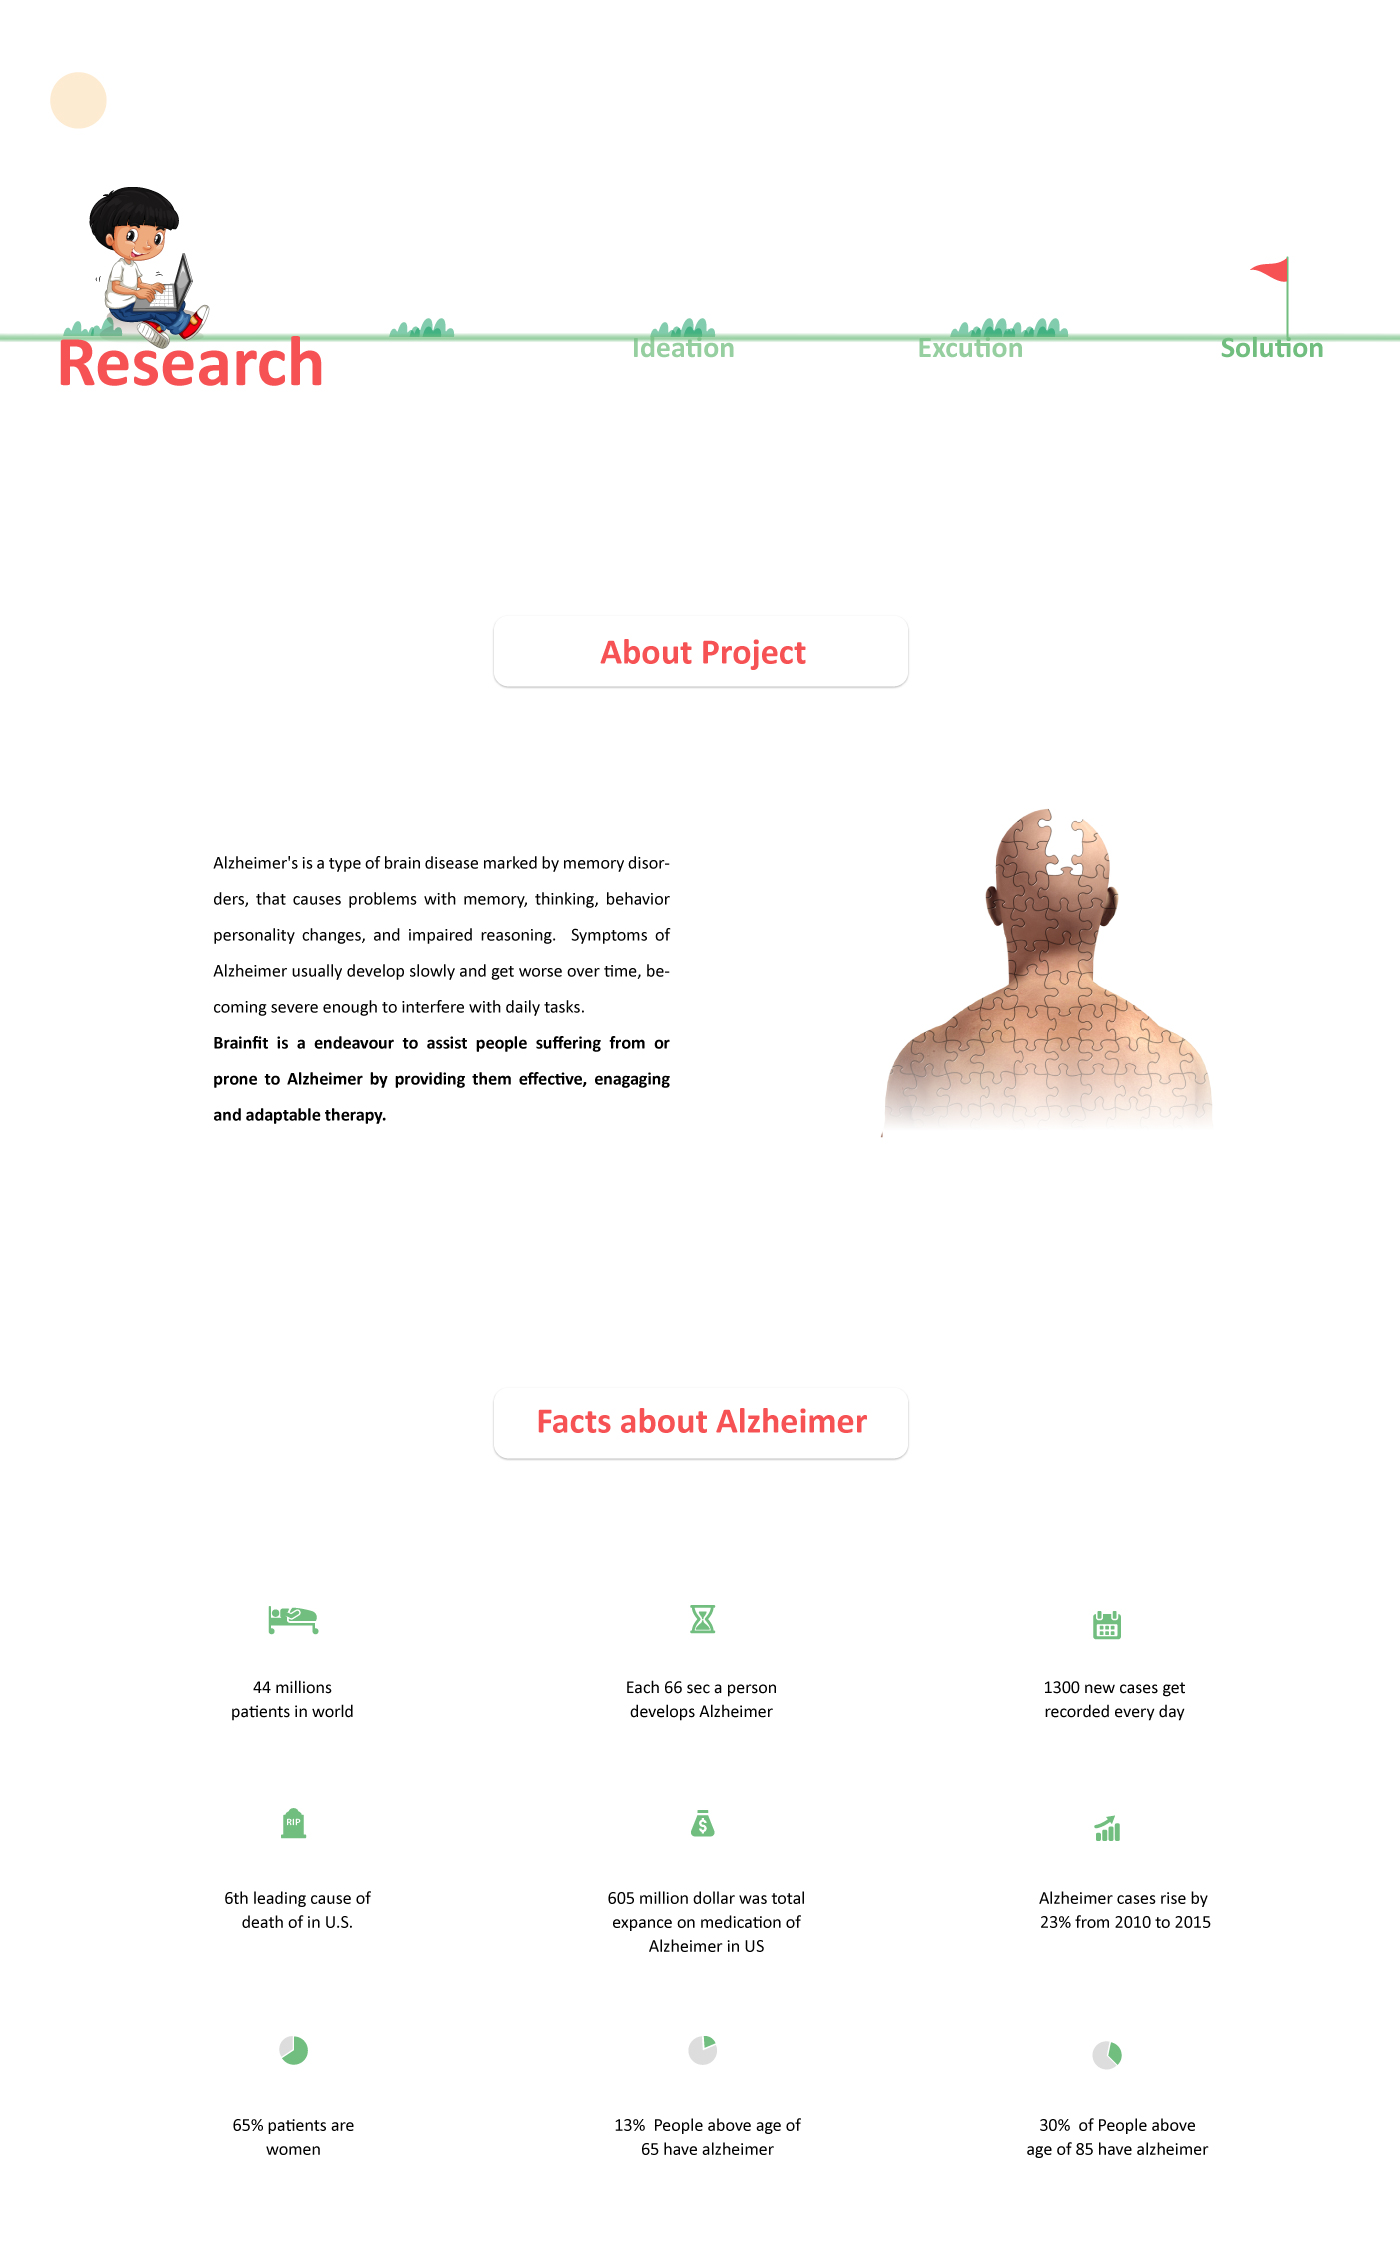 Research
Ideation
Excution
Solution
About Project
Alzheimer's is a type of brain disease marked by memory disor-
ders, that causes problems with memory, thinking, behavior
personality changes, and impaired reasoning.  Symptoms of
Alzheimer usually develop slowly and get worse over time, be-
coming severe enough to interfere with daily tasks.
Brainfit is a endeavour to assist people suffering from or
prone to Alzheimer by providing them effective, enagaging
and adaptable therapy.
Facts about Alzheimer
44 millions
patients in world
Each 66 sec a person
develops Alzheimer
1300 new cases get
recorded every day
RIP
6th leading cause of
death of in U.S.
$
605 million dollar was total
expance on medication of
Alzheimer in US
Alzheimer cases rise by
23% from 2010 to 2015
65% patients are
women
13%  People above age of
65 have alzheimer
30%  of People above
age of 85 have alzheimer